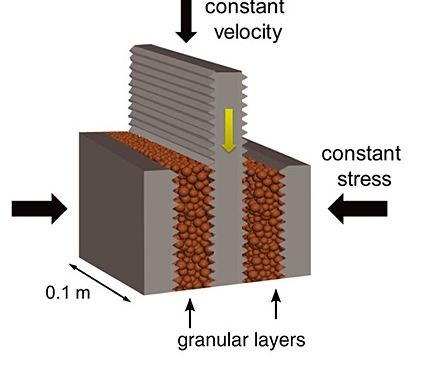 constant
velocity
constant
stress
0.1 m
granular layers